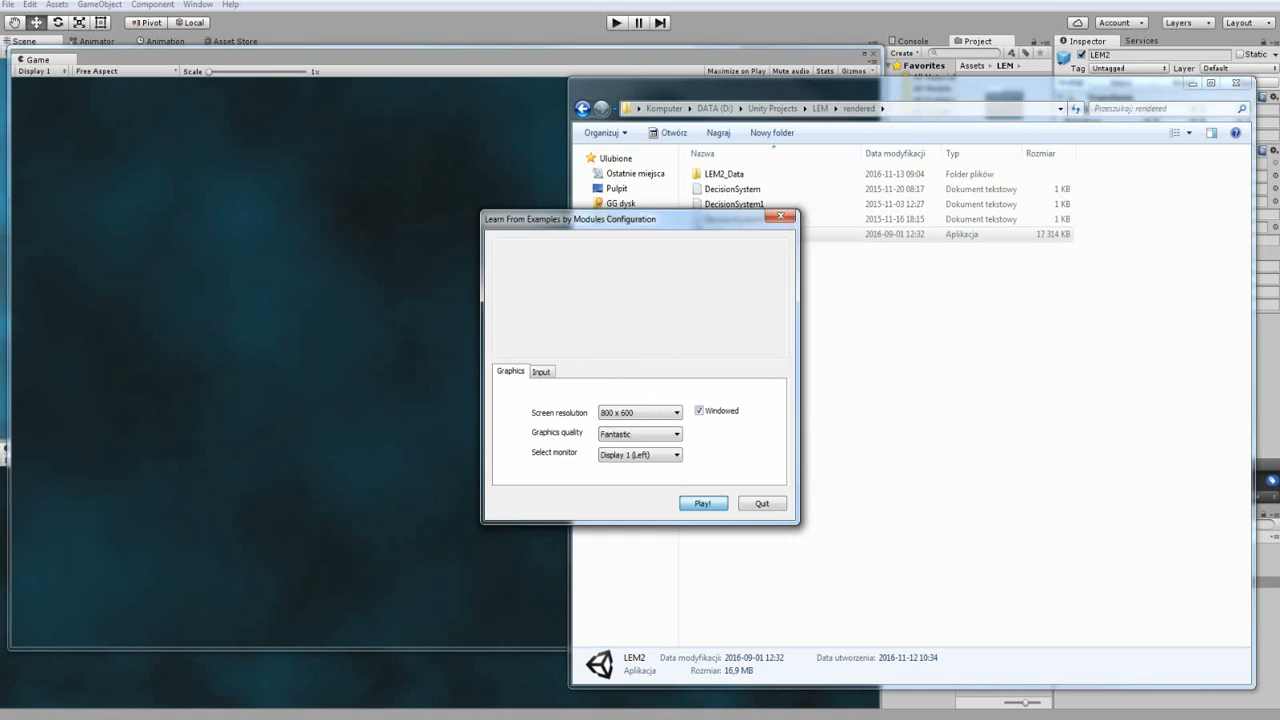 File Edit Assets GameObject Component Window Help
Pivot Local Account Layers Layout
Scene Animator Animation Asset Store Console Project Inspector Services
Game Create LEM2 Static
Display 1 Free Aspect Scale 1x Maximize on Play Mute audio Stats Gizmos Favorites Assets LEM Tag Untagged Layer Default
Komputer DATA (D:) Unity Projects LEM rendered Przeszukaj: rendered
Organizuj Otwórz Nagraj Nowy folder
Nazwa Data modyfikacji Typ Rozmiar
Ulubione
Ostatnie miejsca
Pulpit
GG dysk
LEM2_Data 2016-11-13 09:04 Folder plików
DecisionSystem 2015-11-20 08:17 Dokument tekstowy 1 KB
DecisionSystem1 2015-11-03 12:27 Dokument tekstowy 1 KB
2015-11-16 18:15 Dokument tekstowy 1 KB
2016-09-01 12:32 Aplikacja 17 314 KB
Learn From Examples by Modules Configuration
Graphics Input
Screen resolution 800 x 600 Windowed
Graphics quality Fantastic
Select monitor Display 1 (Left)
Play! Quit
LEM2 Data modyfikacji: 2016-09-01 12:32 Data utworzenia: 2016-11-12 10:34
Aplikacja Rozmiar: 16,9 MB